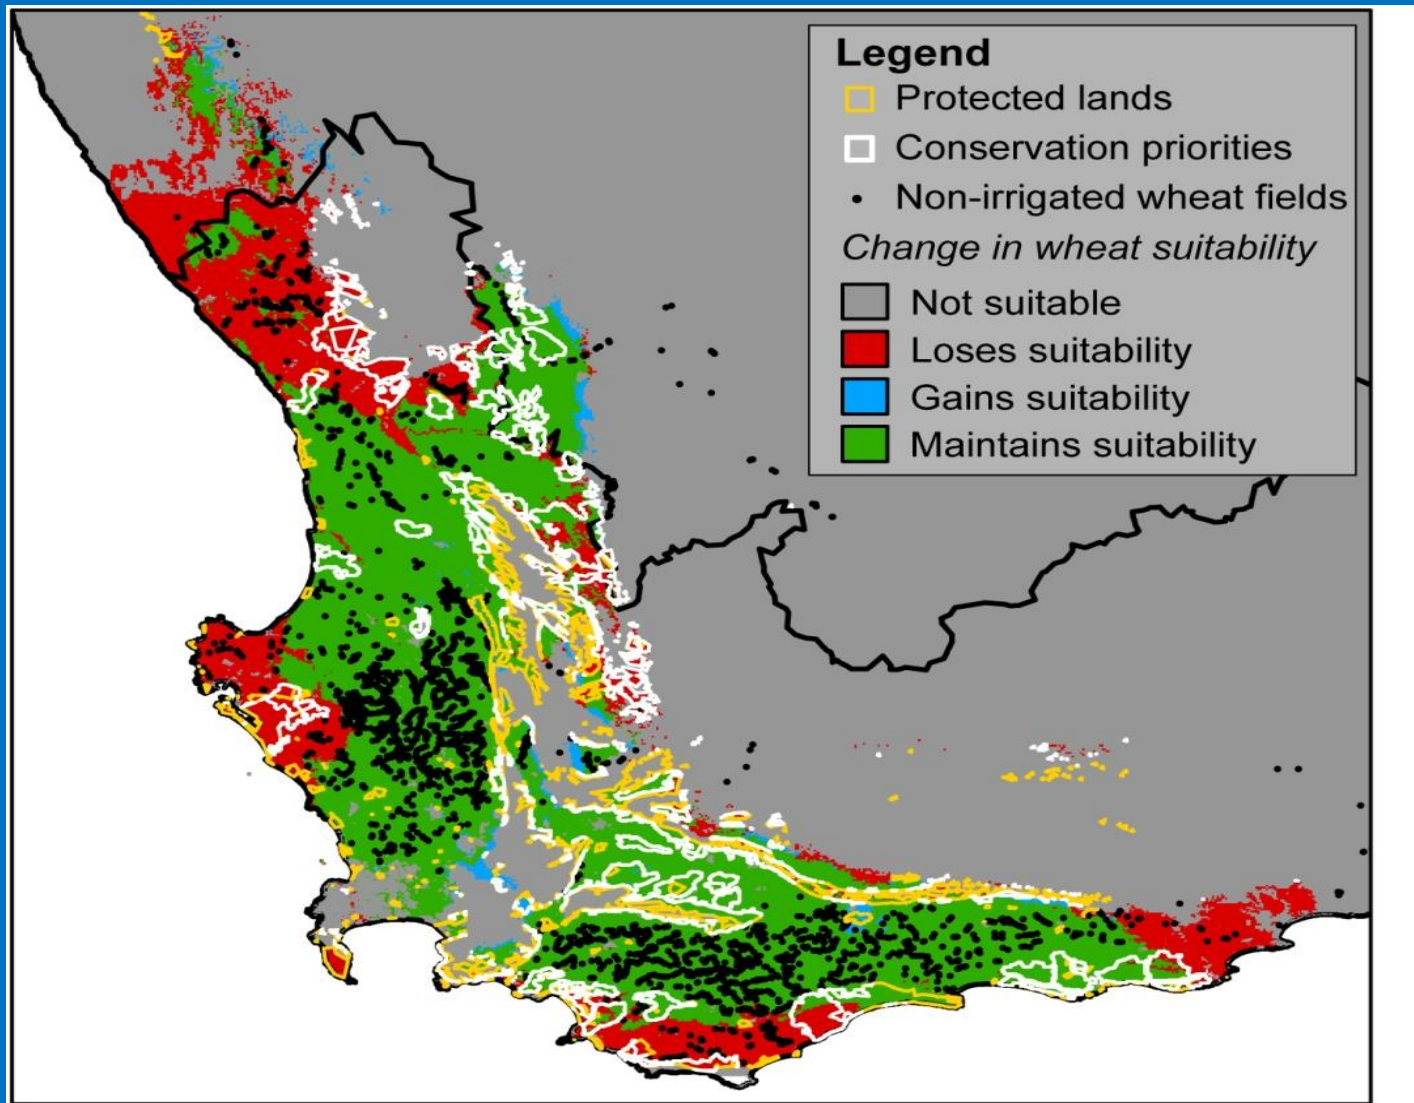 Legend
Protected lands
Conservation priorities
Non-irrigated wheat fields
Change in wheat suitability
Not suitable
Loses suitability
Gains suitability
Maintains suitability